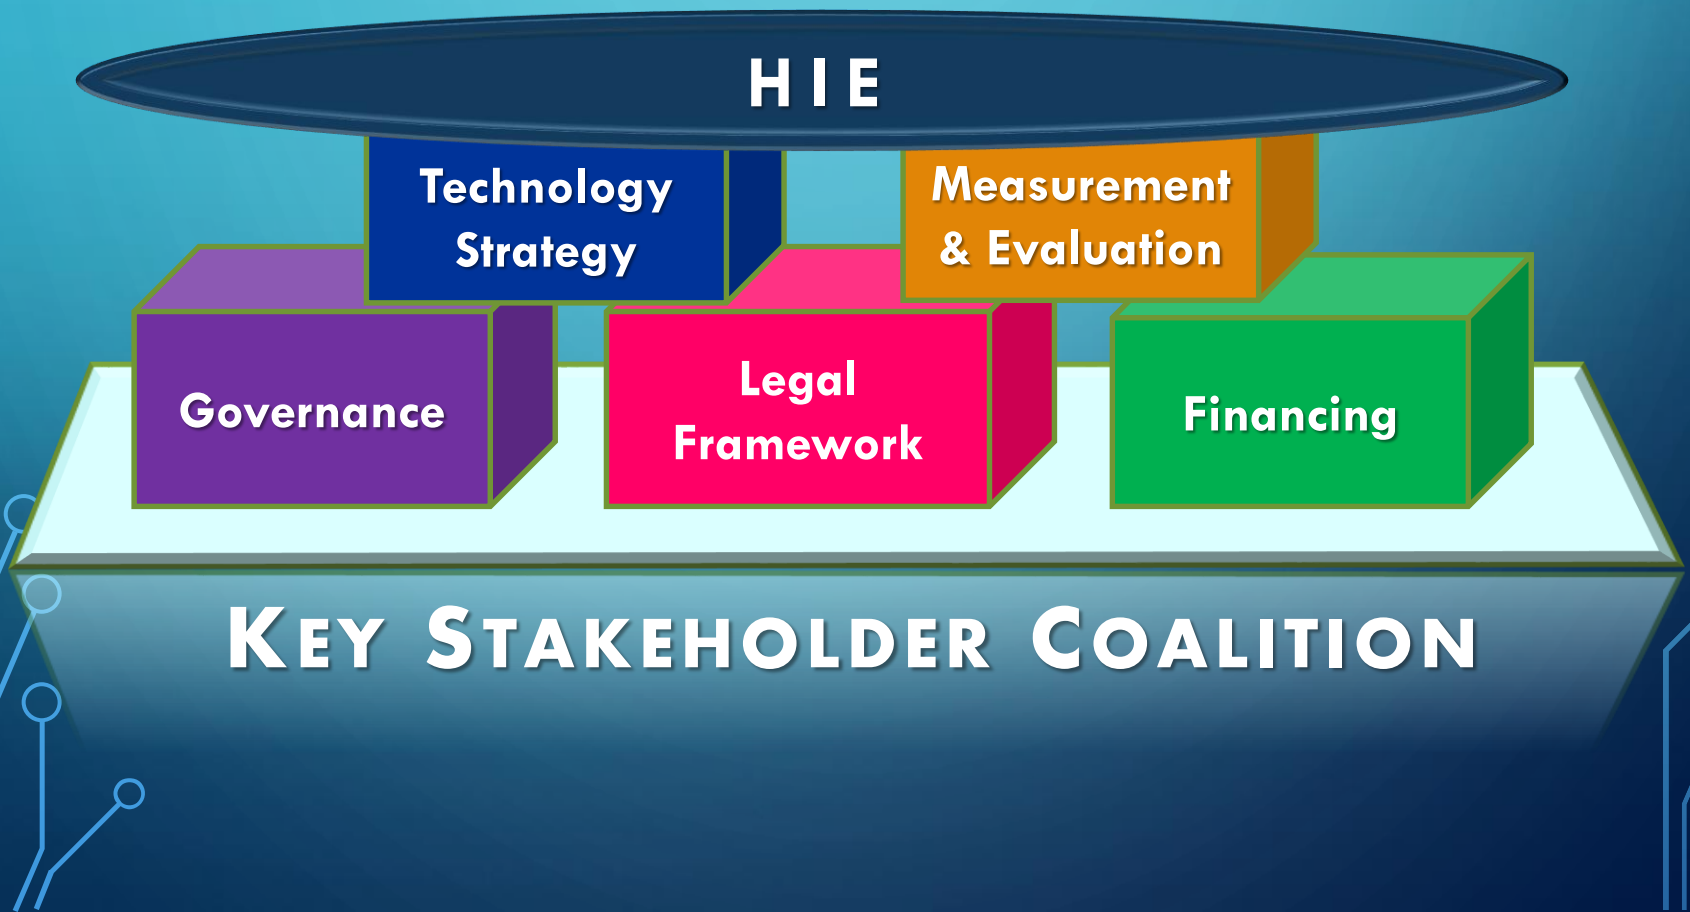 HIE
Technology
Strategy
Measurement
& Evaluation
Governance
Legal
Framework
Financing
KEY STAKEHOLDER COALITION